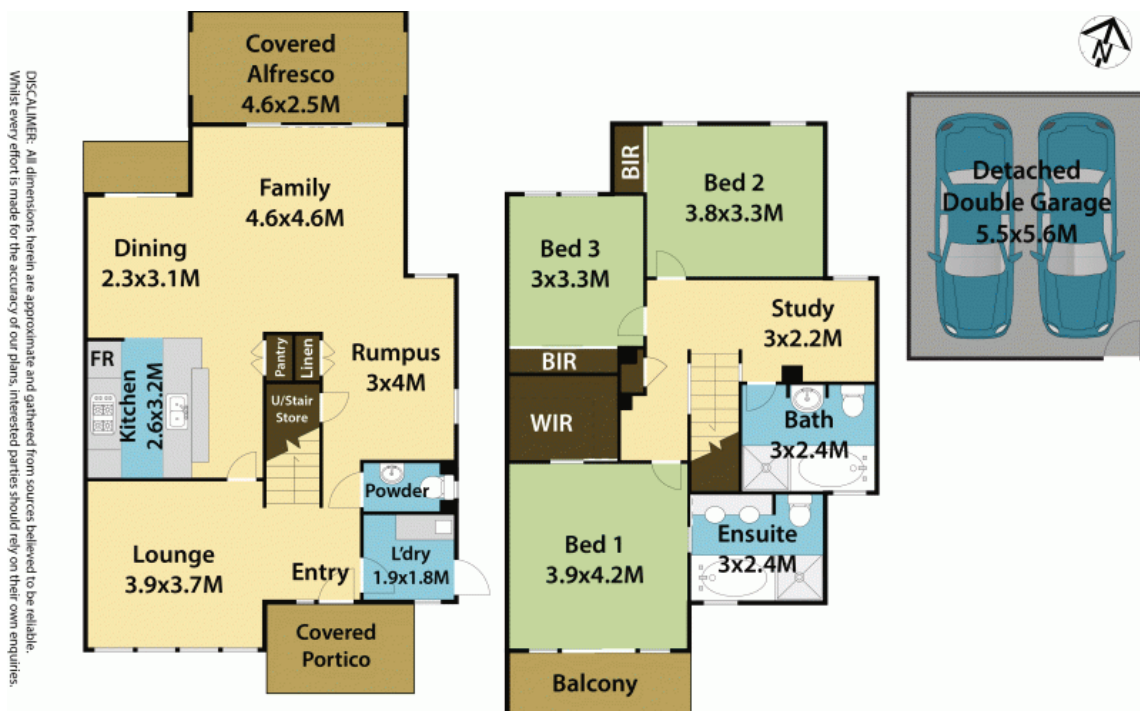 DISCALIMER: All dimensions herein are approximate and gathered from sources believed to be reliable.
Whilst every effort is made for the accuracy of our plans, interested parties should rely on their own enquiries.
Covered
Alfresco
4.6x2.5M
Family
4.6x4.6M
Dining
2.3x3.1M
FR
Kitchen
2.6x3.2M
Pantry
Linen
U/Stair
Store
Rumpus
3x4M
Powder
L'dry
1.9x1.8M
Lounge
3.9x3.7M
Entry
Covered
Portico
BIR
Bed 2
3.8x3.3M
Bed 3
3x3.3M
BIR
WIR
Study
3x2.2M
Bath
3x2.4M
Ensuite
3x2.4M
Bed 1
3.9x4.2M
Balcony
N
Detached
Double Garage
5.5x5.6M